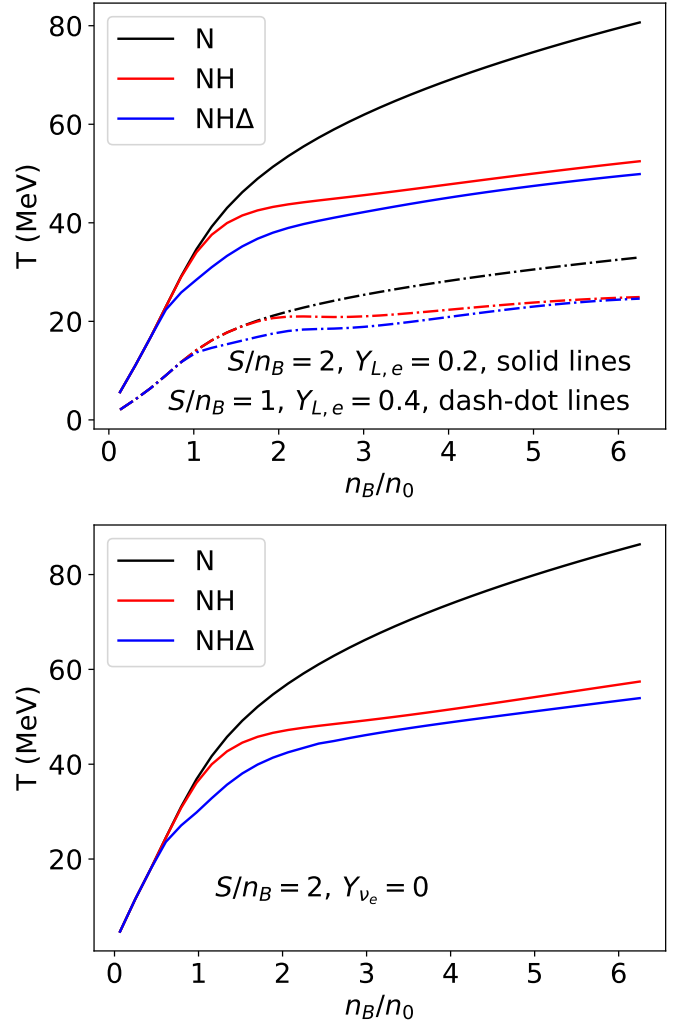 80
60
40
20
0
T (MeV)
N
NH
NHΔ
S/n_B = 2, Y_{L,e} = 0.2, solid lines
S/n_B = 1, Y_{L,e} = 0.4, dash-dot lines
0 1 2 3 4 5 6
n_B/n_0
80
60
40
20
T (MeV)
N
NH
NHΔ
S/n_B = 2, Y_{ν_e} = 0
0 1 2 3 4 5 6
n_B/n_0